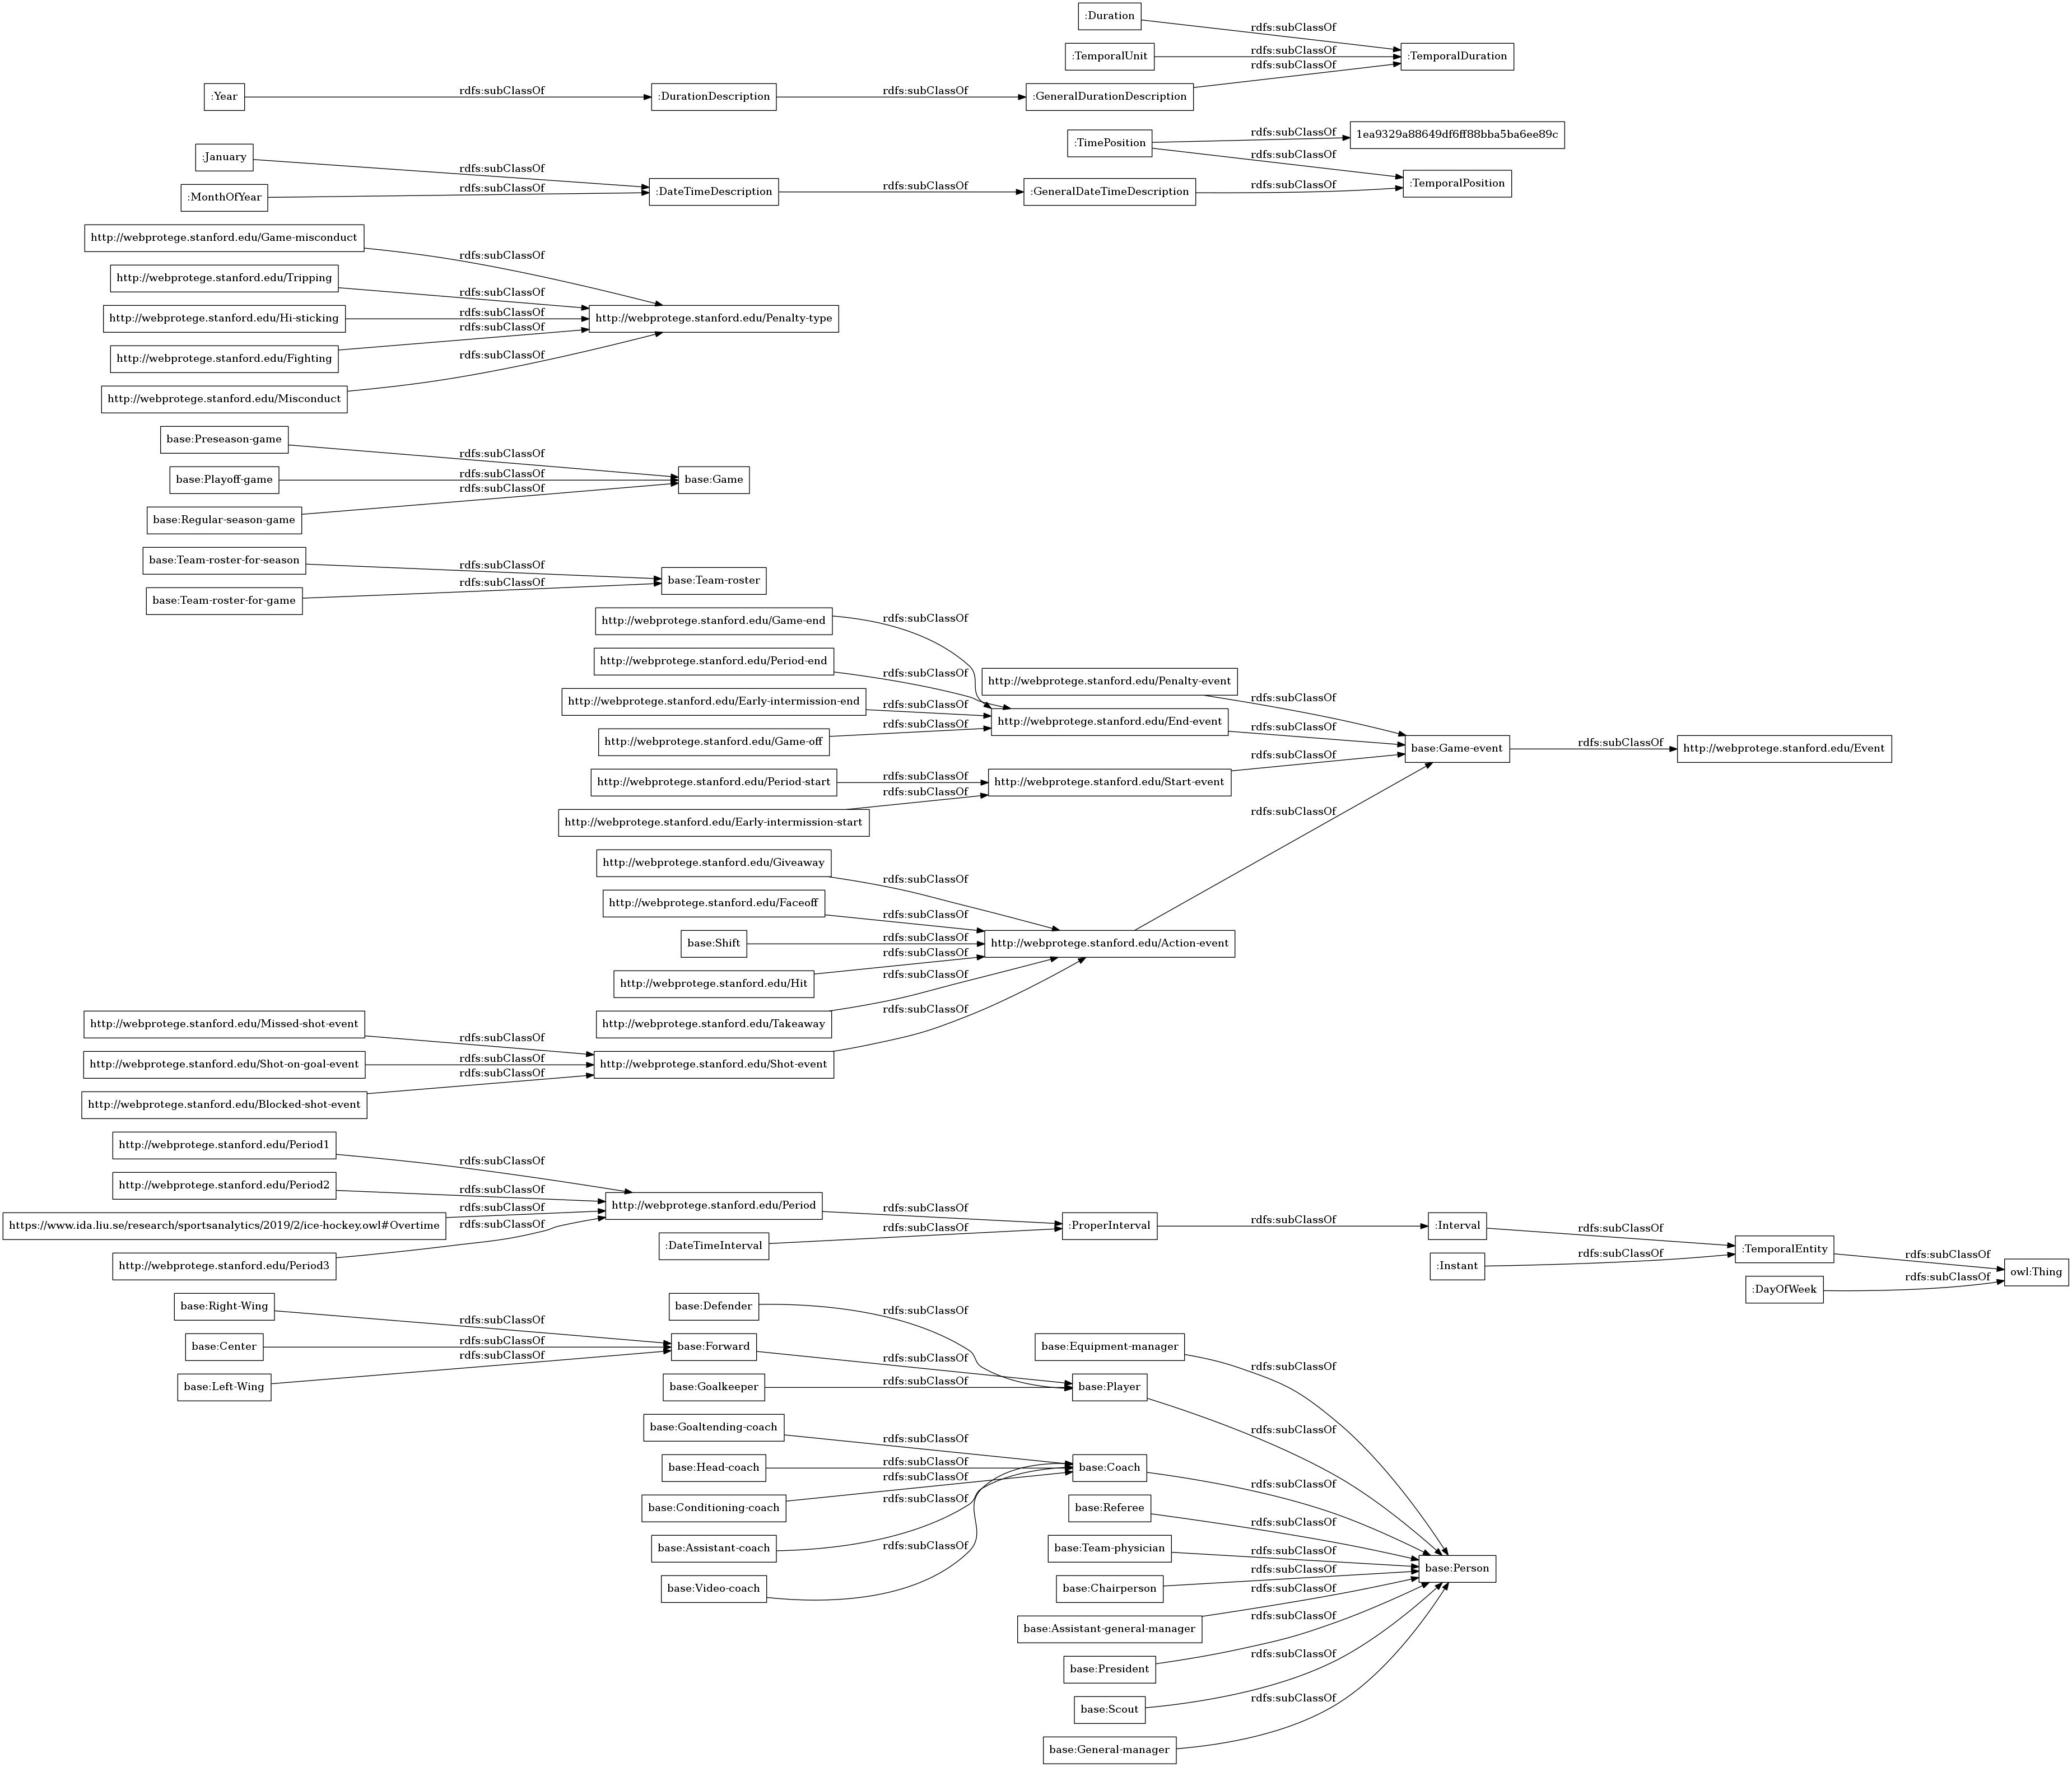 :Duration
rdfs:subClassOf
:TemporalUnit
rdfs:subClassOf
:TemporalDuration
rdfs:subClassOf
:Year
rdfs:subClassOf
:DurationDescription
rdfs:subClassOf
:GeneralDurationDescription
:TimePosition
rdfs:subClassOf
1ea9329a88649df6ff88bba5ba6ee89c
rdfs:subClassOf
:January
rdfs:subClassOf
:MonthOfYear
rdfs:subClassOf
:DateTimeDescription
rdfs:subClassOf
:GeneralDateTimeDescription
rdfs:subClassOf
:TemporalPosition
http://webprotege.stanford.edu/Game-misconduct
rdfs:subClassOf
http://webprotege.stanford.edu/Tripping
rdfs:subClassOf
http://webprotege.stanford.edu/Hi-sticking
rdfs:subClassOf
http://webprotege.stanford.edu/Penalty-type
rdfs:subClassOf
http://webprotege.stanford.edu/Fighting
rdfs:subClassOf
http://webprotege.stanford.edu/Misconduct
base:Preseason-game
rdfs:subClassOf
base:Playoff-game
rdfs:subClassOf
base:Game
rdfs:subClassOf
base:Regular-season-game
base:Team-roster-for-season
rdfs:subClassOf
base:Team-roster
rdfs:subClassOf
base:Team-roster-for-game
http://webprotege.stanford.edu/Game-end
rdfs:subClassOf
http://webprotege.stanford.edu/Period-end
rdfs:subClassOf
http://webprotege.stanford.edu/Penalty-event
rdfs:subClassOf
http://webprotege.stanford.edu/Early-intermission-end
rdfs:subClassOf
http://webprotege.stanford.edu/End-event
rdfs:subClassOf
http://webprotege.stanford.edu/Game-off
rdfs:subClassOf
base:Game-event
rdfs:subClassOf
http://webprotege.stanford.edu/Event
http://webprotege.stanford.edu/Period-start
rdfs:subClassOf
http://webprotege.stanford.edu/Start-event
rdfs:subClassOf
http://webprotege.stanford.edu/Early-intermission-start
rdfs:subClassOf
rdfs:subClassOf
http://webprotege.stanford.edu/Giveaway
rdfs:subClassOf
http://webprotege.stanford.edu/Faceoff
rdfs:subClassOf
base:Shift
rdfs:subClassOf
http://webprotege.stanford.edu/Action-event
rdfs:subClassOf
http://webprotege.stanford.edu/Hit
rdfs:subClassOf
http://webprotege.stanford.edu/Takeaway
rdfs:subClassOf
http://webprotege.stanford.edu/Missed-shot-event
rdfs:subClassOf
http://webprotege.stanford.edu/Shot-on-goal-event
rdfs:subClassOf
http://webprotege.stanford.edu/Shot-event
rdfs:subClassOf
http://webprotege.stanford.edu/Blocked-shot-event
http://webprotege.stanford.edu/Period1
rdfs:subClassOf
http://webprotege.stanford.edu/Period2
rdfs:subClassOf
http://webprotege.stanford.edu/Period
rdfs:subClassOf
https://www.ida.liu.se/research/sportsanalytics/2019/2/ice-hockey.owl#Overtime
rdfs:subClassOf
rdfs:subClassOf
http://webprotege.stanford.edu/Period3
:DateTimeInterval
rdfs:subClassOf
:ProperInterval
rdfs:subClassOf
:Interval
rdfs:subClassOf
:Instant
rdfs:subClassOf
:TemporalEntity
rdfs:subClassOf
:DayOfWeek
rdfs:subClassOf
owl:Thing
base:Right-Wing
rdfs:subClassOf
base:Center
rdfs:subClassOf
base:Left-Wing
rdfs:subClassOf
base:Defender
rdfs:subClassOf
base:Forward
rdfs:subClassOf
base:Goalkeeper
rdfs:subClassOf
base:Equipment-manager
rdfs:subClassOf
base:Player
rdfs:subClassOf
base:Goaltending-coach
rdfs:subClassOf
base:Head-coach
rdfs:subClassOf
base:Conditioning-coach
rdfs:subClassOf
base:Assistant-coach
rdfs:subClassOf
base:Video-coach
rdfs:subClassOf
base:Coach
rdfs:subClassOf
base:Referee
rdfs:subClassOf
base:Team-physician
rdfs:subClassOf
base:Person
base:Chairperson
rdfs:subClassOf
base:Assistant-general-manager
rdfs:subClassOf
base:President
rdfs:subClassOf
base:Scout
rdfs:subClassOf
base:General-manager
rdfs:subClassOf